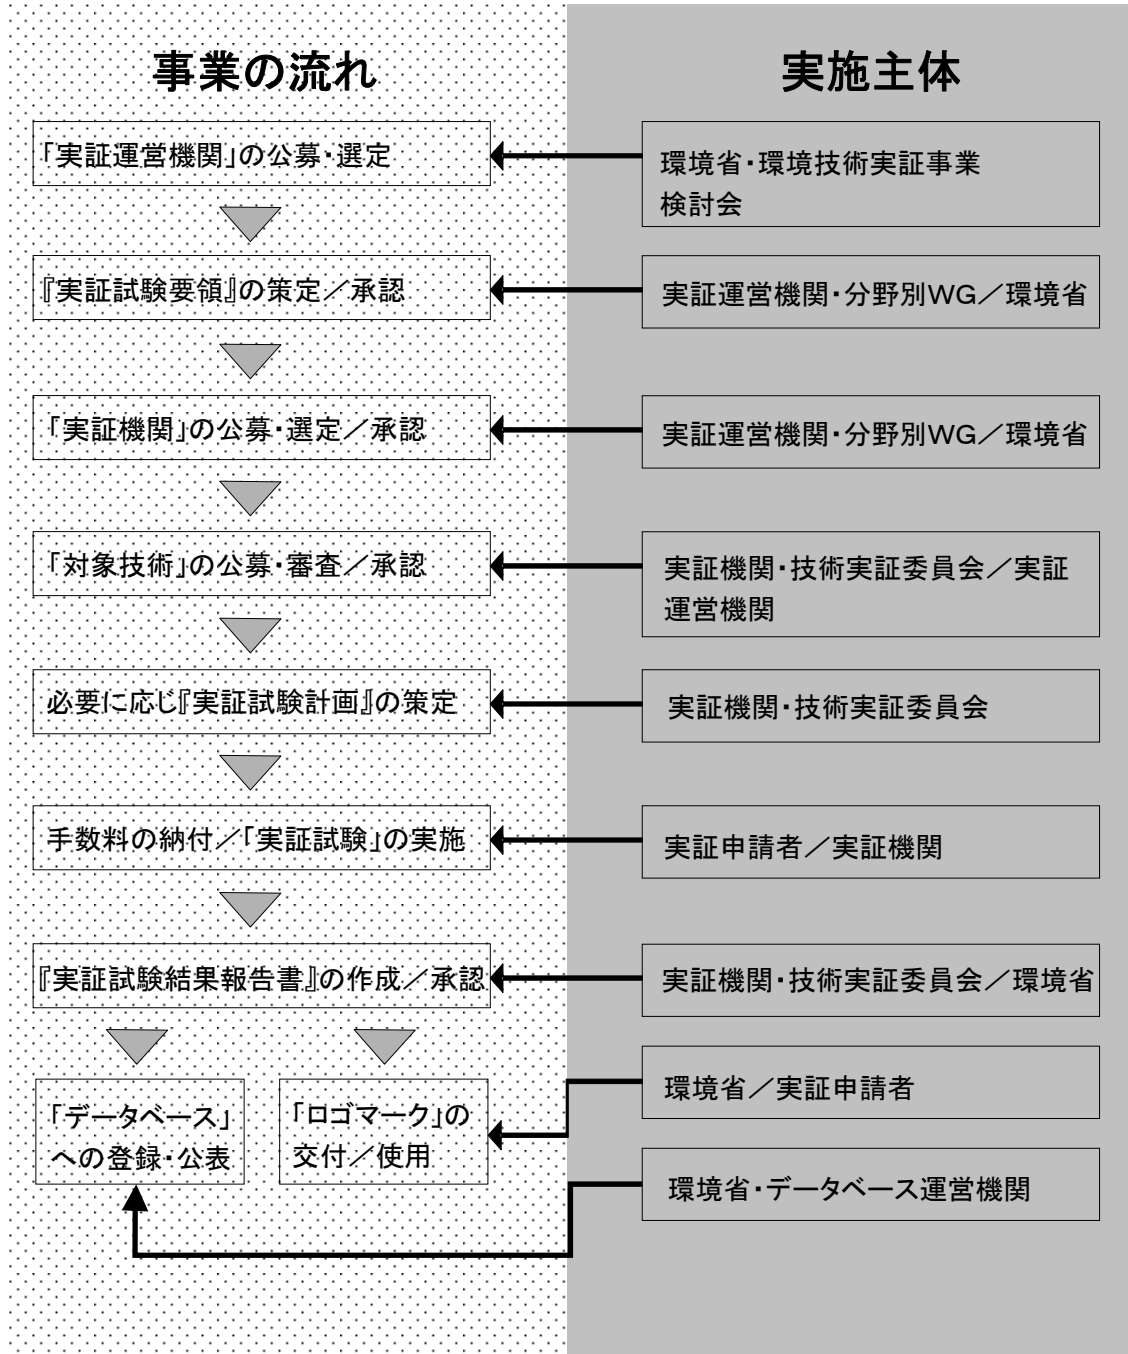 事業の流れ
実施主体
「実証運営機関」の公募・選定
環境省・環境技術実証事業
検討会
『実証試験要領』の策定／承認
実証運営機関・分野別WG／環境省
「実証機関」の公募・選定／承認
実証運営機関・分野別WG／環境省
「対象技術」の公募・審査／承認
実証機関・技術実証委員会／実証
運営機関
必要に応じ『実証試験計画』の策定
実証機関・技術実証委員会
手数料の納付／「実証試験」の実施
実証申請者／実証機関
『実証試験結果報告書』の作成／承認
実証機関・技術実証委員会／環境省
「データベース」
への登録・公表
「ロゴマーク」の
交付／使用
環境省／実証申請者
環境省・データベース運営機関